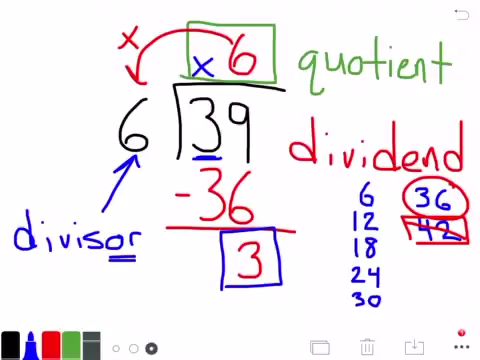 x
x 6 quotient
6 39
dividend
-36
divisor
3
6 36
12 42
18
24
30